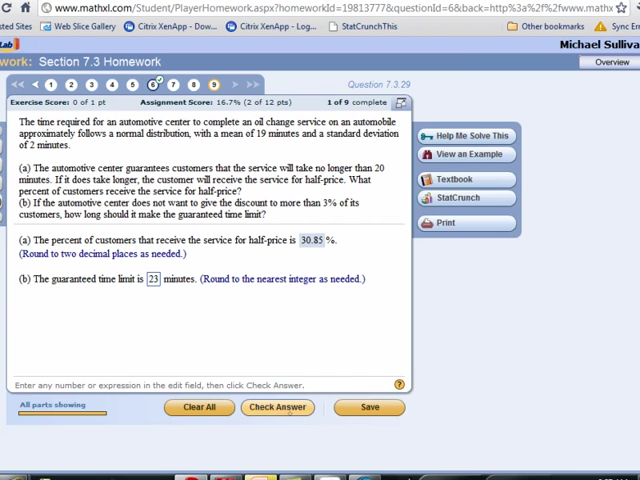 www.mathxl.com/Student/PlayerHomework.aspx?homeworkId=19813777&questionId=6&back=http%3a%2f%2fwww.mathx
sted Sites Web Slice Gallery Citrix XenApp - Dow... Citrix XenApp - Log... StatCrunchThis Other bookmarks Suggested
Lab
Michael Sulliva
work: Section 7.3 Homework
Overview
1 2 3 4 5 6 7 8 9
Question 7.3.29
Exercise Score: 0 of 1 pt Assignment Score: 16.7% (2 of 12 pts) 1 of 9 complete
The time required for an automotive center to complete an oil change service on an automobile
approximately follows a normal distribution, with a mean of 19 minutes and a standard deviation
of 2 minutes.
(a) The automotive center guarantees customers that the service will take no longer than 20
minutes. If it does take longer, the customer will receive the service for half-price. What
percent of customers receive the service for half-price?
(b) If the automotive center does not want to give the discount to more than 3% of its
customers, how long should it make the guaranteed time limit?
(a) The percent of customers that receive the service for half-price is 30.85 %.
(Round to two decimal places as needed.)
(b) The guaranteed time limit is 23 minutes. (Round to the nearest integer as needed.)
Help Me Solve This
View an Example
Textbook
StatCrunch
Print
Enter any number or expression in the edit field, then click Check Answer. ?
All parts showing
Clear All
Check Answer
Save